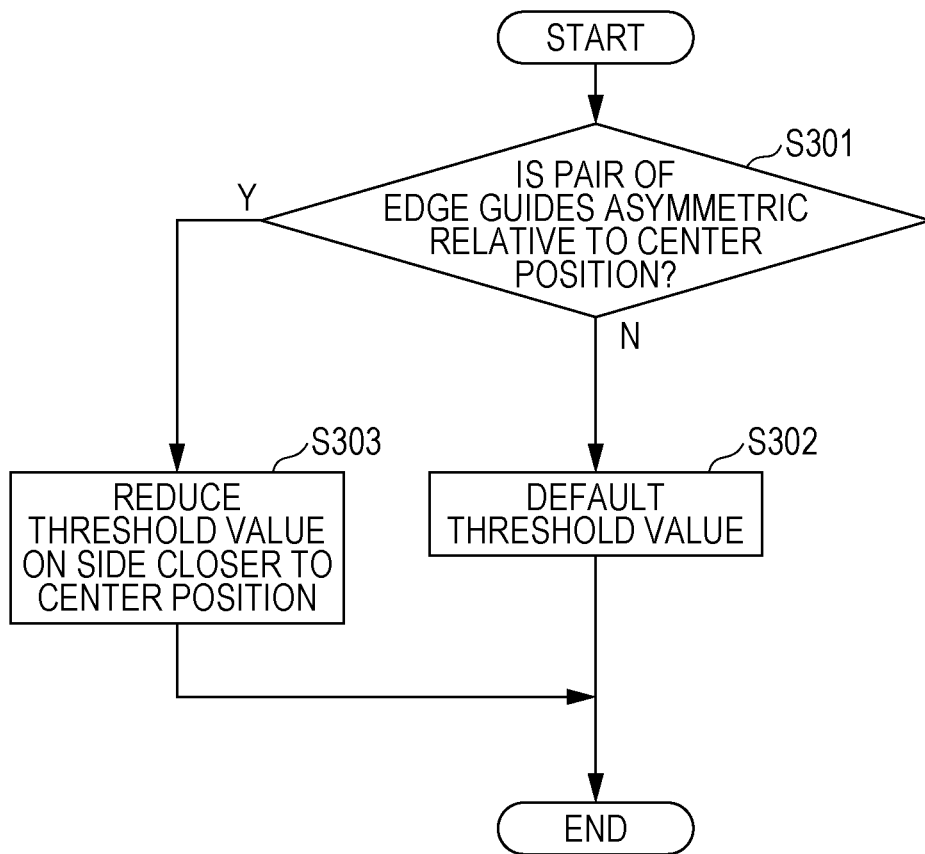 START
S301
IS PAIR OF
EDGE GUIDES ASYMMETRIC
RELATIVE TO CENTER
POSITION?
Y
N
S303
REDUCE
THRESHOLD VALUE
ON SIDE CLOSER TO
CENTER POSITION
S302
DEFAULT
THRESHOLD VALUE
END